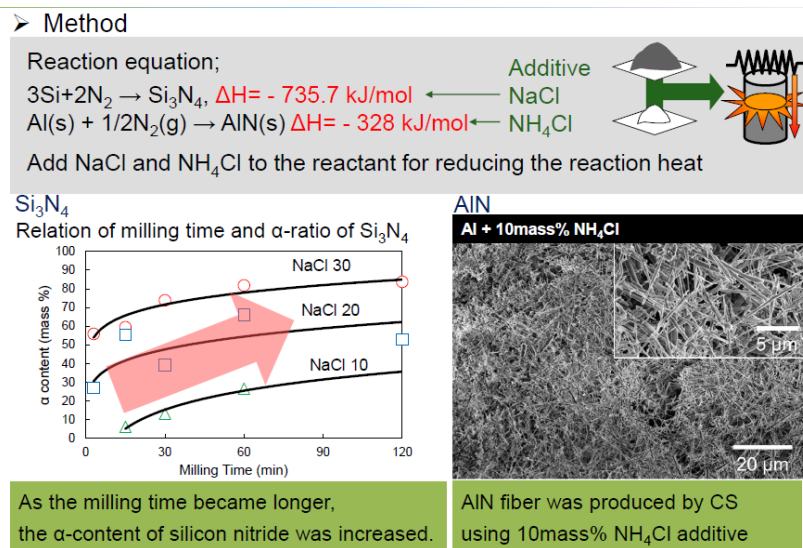 ➢ Method
Reaction equation;
3Si+2N₂ → Si₃N₄, ΔH= - 735.7 kJ/mol
Al(s) + 1/2N₂(g) → AlN(s) ΔH= - 328 kJ/mol
Additive
NaCl
NH₄Cl
Add NaCl and NH₄Cl to the reactant for reducing the reaction heat
Si₃N₄
Relation of milling time and α-ratio of Si₃N₄
α content (mass %)
100
90
80
70
60
50
40
30
20
10
0
NaCl 30
NaCl 20
NaCl 10
0 30 60 90 120
Milling Time (min)
As the milling time became longer,
the α-content of silicon nitride was increased.
AlN
Al + 10mass% NH₄Cl
5 μm
20 μm
AlN fiber was produced by CS
using 10mass% NH₄Cl additive